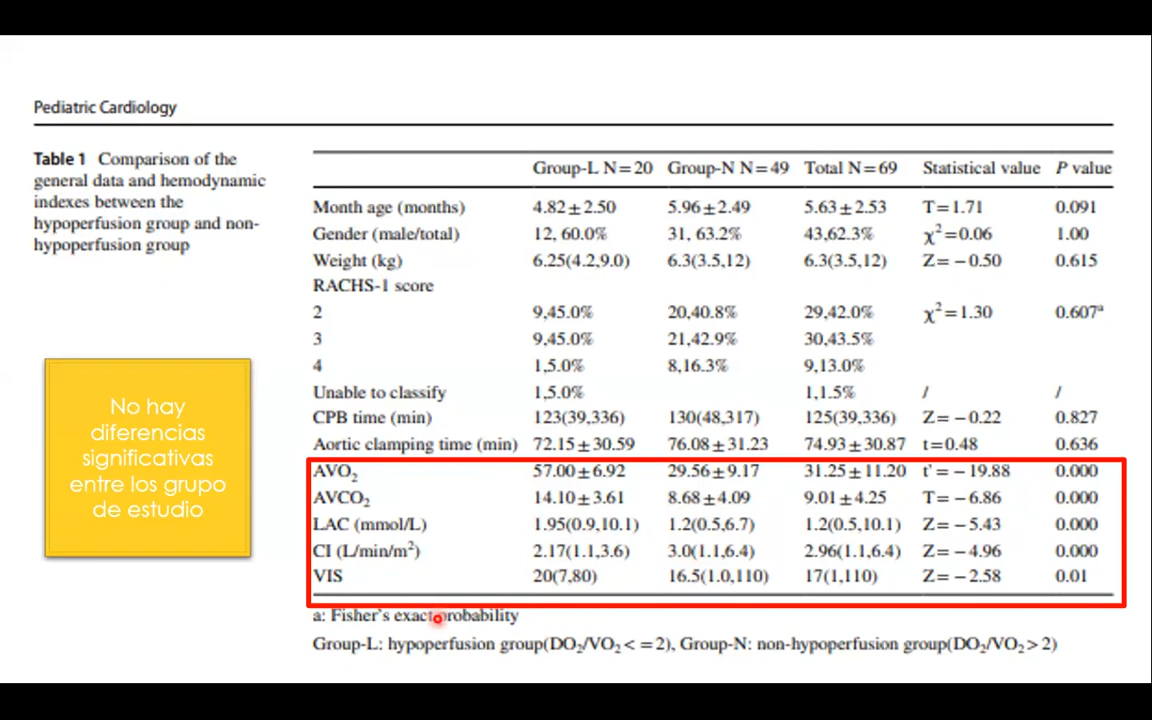 Pediatric Cardiology
Table 1 Comparison of the
general data and hemodynamic
indexes between the
hypoperfusion group and non-
hypoperfusion group
No hay
diferencias
significativas
entre los grupo
de estudio
Group-L N=20 Group-N N=49 Total N=69 Statistical value P value
Month age (months) 4.82±2.50 5.96±2.49 5.63±2.53 T=1.71 0.091
Gender (male/total) 12, 60.0% 31, 63.2% 43,62.3% χ²=0.06 1.00
Weight (kg) 6.25(4.2,9.0) 6.3(3.5,12) 6.3(3.5,12) Z=−0.50 0.615
RACHS-1 score
2 9,45.0% 20,40.8% 29,42.0% χ²=1.30 0.607ᵃ
3 9,45.0% 21,42.9% 30,43.5%
4 1,5.0% 8,16.3% 9,13.0%
Unable to classify 1,5.0% 1,1.5% / /
CPB time (min) 123(39,336) 130(48,317) 125(39,336) Z=−0.22 0.827
Aortic clamping time (min) 72.15±30.59 76.08±31.23 74.93±30.87 t=0.48 0.636
AVO₂ 57.00±6.92 29.56±9.17 31.25±11.20 t'=−19.88 0.000
AVCO₂ 14.10±3.61 8.68±4.09 9.01±4.25 T=−6.86 0.000
LAC (mmol/L) 1.95(0.9,10.1) 1.2(0.5,6.7) 1.2(0.5,10.1) Z=−5.43 0.000
CI (L/min/m²) 2.17(1.1,3.6) 3.0(1.1,6.4) 2.96(1.1,6.4) Z=−4.96 0.000
VIS 20(7,80) 16.5(1.0,110) 17(1,110) Z=−2.58 0.01
a: Fisher's exact probability
Group-L: hypoperfusion group(DO₂/VO₂<=2), Group-N: non-hypoperfusion group(DO₂/VO₂>2)